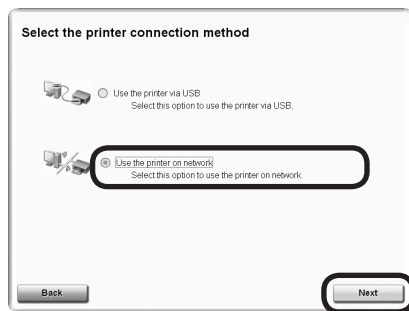 Select the printer connection method
Use the printer via USB
Select this option to use the printer via USB.
Use the printer on network
Select this option to use the printer on network.
Back
Next